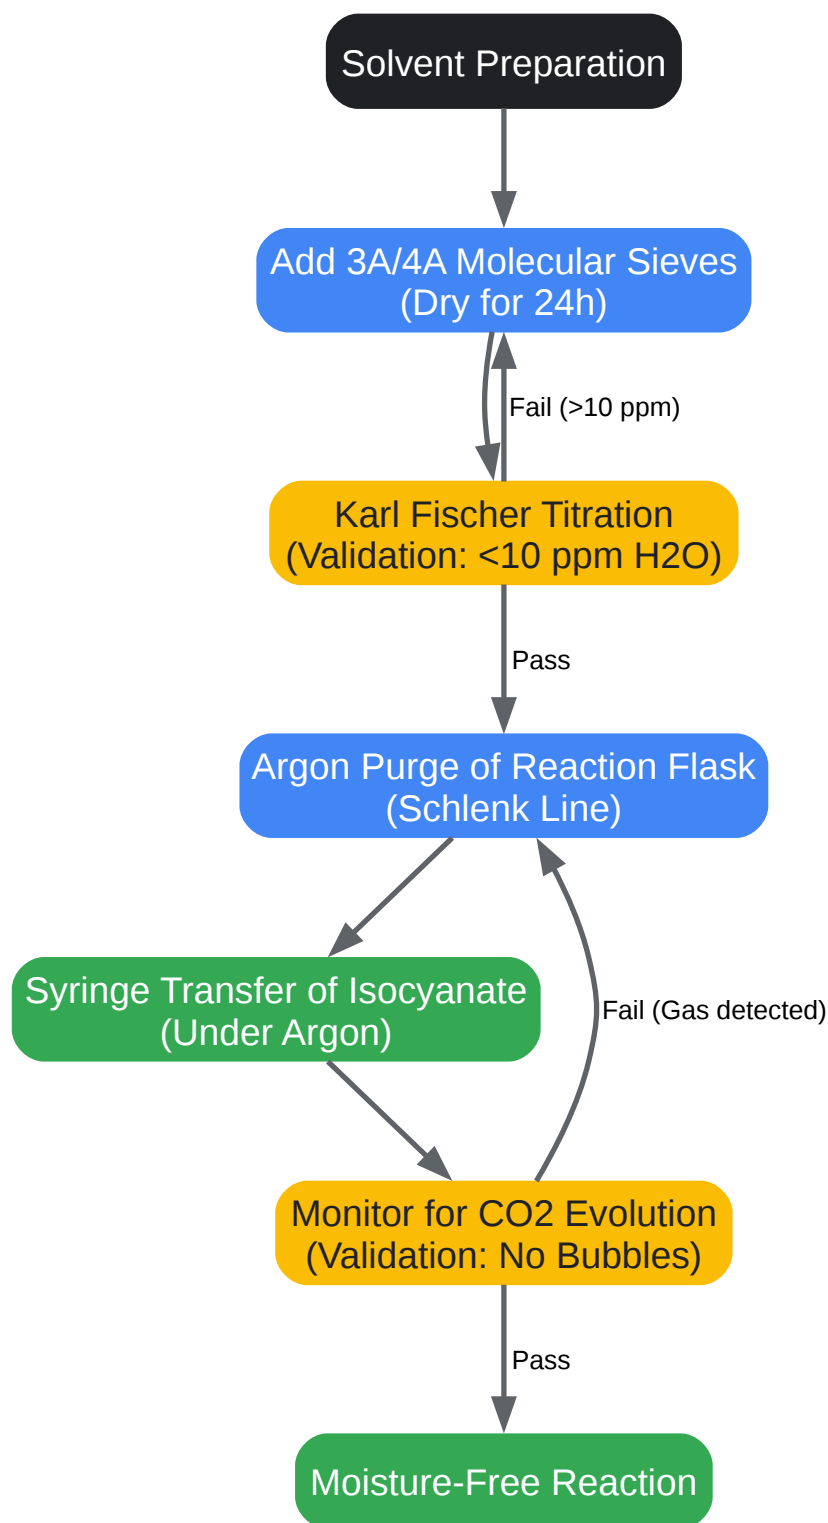 Solvent Preparation
Add 3A/4A Molecular Sieves
(Dry for 24h)
Fail (>10 ppm)
Karl Fischer Titration
(Validation: <10 ppm H2O)
Pass
Argon Purge of Reaction Flask
(Schlenk Line)
Syringe Transfer of Isocyanate
(Under Argon)
Fail (Gas detected)
Monitor for CO2 Evolution
(Validation: No Bubbles)
Pass
Moisture-Free Reaction